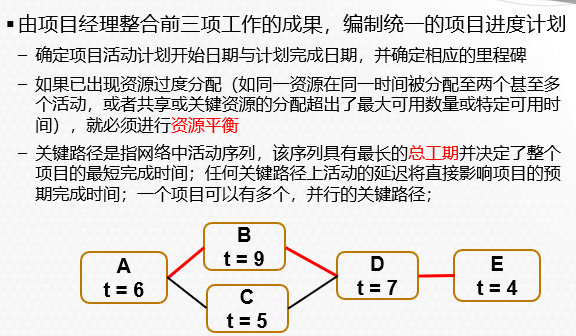 ▪由项目经理整合前三项工作的成果，编制统一的项目进度计划
– 确定项目活动计划开始日期与计划完成日期，并确定相应的里程碑
– 如果已出现资源过度分配（如同一资源在同一时间被分配至两个甚至多
个活动，或者共享或关键资源的分配超出了最大可用数量或特定可用时
间），就必须进行资源平衡
– 关键路径是指网络中活动序列，该序列具有最长的总工期并决定了整个
项目的最短完成时间；任何关键路径上活动的延迟将直接影响项目的预
期完成时间；一个项目可以有多个，并行的关键路径；
B
t = 9
A
t = 6
D
t = 7
E
t = 4
C
t = 5